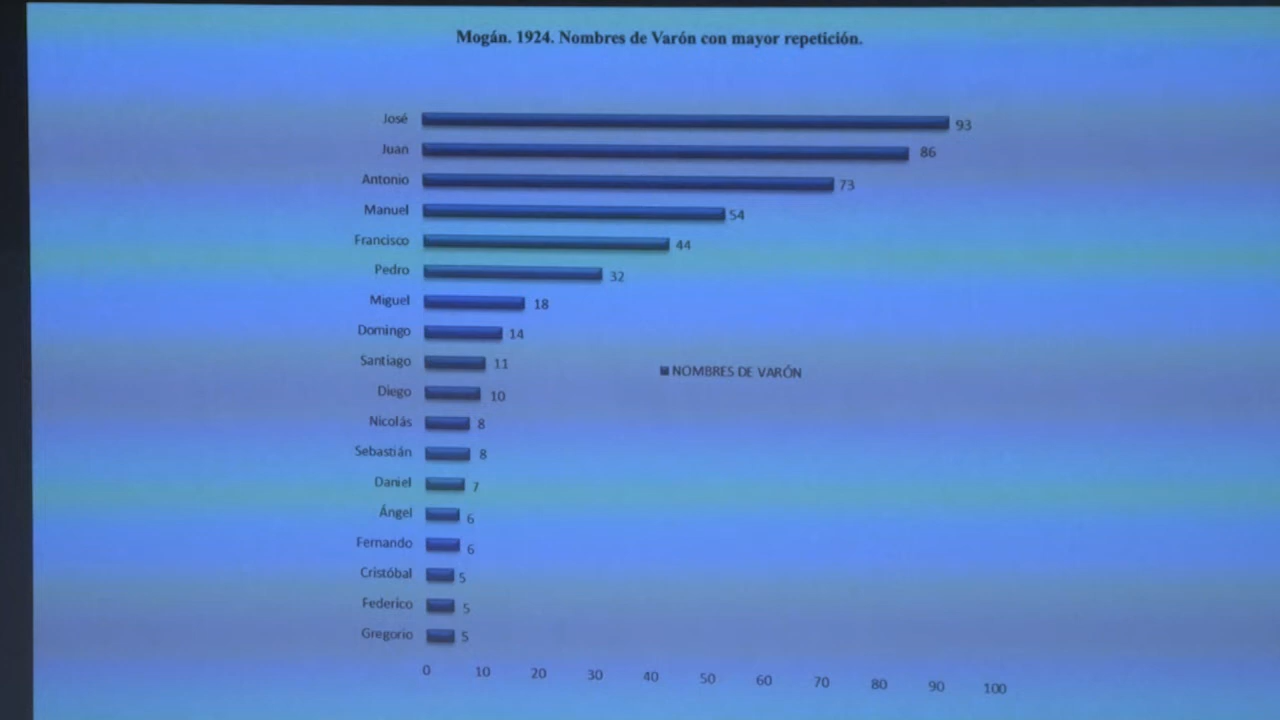 Mogán. 1924. Nombres de Varón con mayor repetición.
José 93
Juan 86
Antonio 73
Manuel 54
Francisco 44
Pedro 32
Miguel 18
Domingo 14
Santiago 11
Diego 10
Nicolás 8
Sebastián 8
Daniel 7
Ángel 6
Fernando 6
Cristóbal 5
Federico 5
Gregorio 5
NOMBRES DE VARÓN
0 10 20 30 40 50 60 70 80 90 100